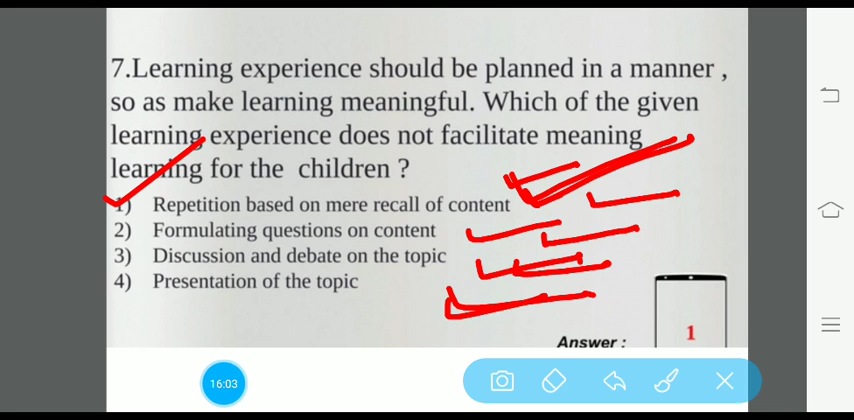 7.Learning experience should be planned in a manner ,
so as make learning meaningful. Which of the given
learning experience does not facilitate meaning
learning for the children ?
1) Repetition based on mere recall of content
2) Formulating questions on content
3) Discussion and debate on the topic
4) Presentation of the topic
Answer :
1
16:03